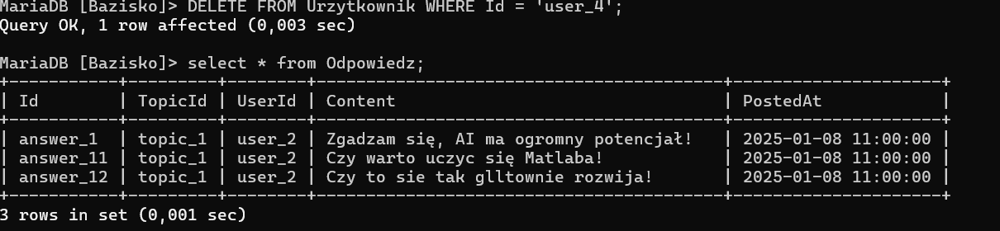 MariaDB [Bazisko]> DELETE FROM Urzytkownik WHERE Id = 'user_4';
Query OK, 1 row affected (0,003 sec)
MariaDB [Bazisko]> select * from Odpowiedz;
+-----------+---------+--------+----------------------------------------+---------------------+
| Id | TopicId | UserId | Content | PostedAt |
+-----------+---------+--------+----------------------------------------+---------------------+
| answer_1 | topic_1 | user_2 | Zgadzam się, AI ma ogromny potencjał! | 2025-01-08 11:00:00 |
| answer_11 | topic_1 | user_2 | Czy warto uczyc się Matlaba! | 2025-01-08 11:00:00 |
| answer_12 | topic_1 | user_2 | Czy to sie tak glltownie rozwija! | 2025-01-08 11:00:00 |
+-----------+---------+--------+----------------------------------------+---------------------+
3 rows in set (0,001 sec)